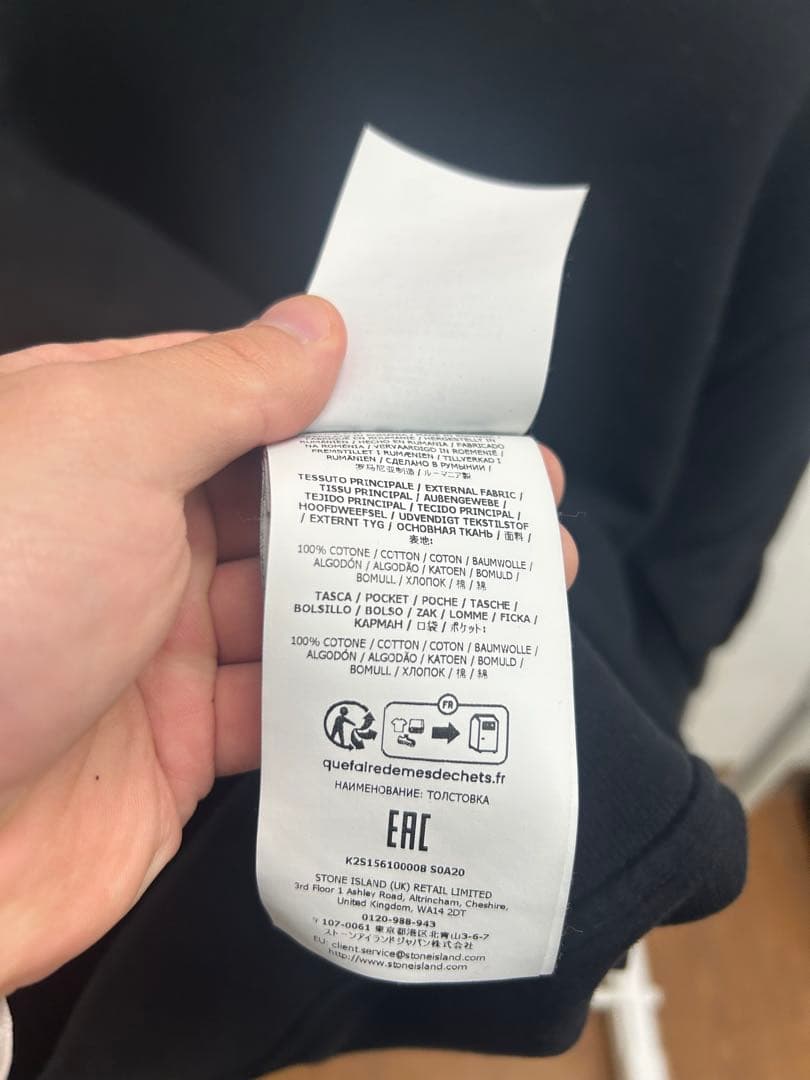 FABRIQUÉ EN ROUMANIE / HERGESTELLT IN
RUMÄNIEN / HECHO EN RUMANIA / FABRICADO
NA ROMÉNIA / VERVAARDIGD IN ROEMENIË /
FREMSTILLET I RUMÆNIEN / TILLVERKAD I
RUMÄNIEN / СДЕЛАНО В РУМЫНИИ /
罗马尼亚制造 / ルーマニア製
TESSUTO PRINCIPALE / EXTERNAL FABRIC /
TISSU PRINCIPAL / AUßENGEWEBE /
TEJIDO PRINCIPAL / TECIDO PRINCIPAL /
HOOFDWEEFSEL / UDVENDIGT TEKSTILSTOF
/ EXTERNT TYG / ОСНОВНАЯ ТКАНЬ / 面料 /
表地:
100% COTONE / COTTON / COTON / BAUMWOLLE /
ALGODÓN / ALGODÃO / KATOEN / BOMULD /
BOMULL / ХЛОПОК / 棉 / 綿
TASCA / POCKET / POCHE / TASCHE /
BOLSILLO / BOLSO / ZAK / LOMME / FICKA /
КАРМАН / 口袋 / ポケット:
100% COTONE / COTTON / COTON / BAUMWOLLE /
ALGODÓN / ALGODÃO / KATOEN / BOMULD /
BOMULL / ХЛОПОК / 棉 / 綿
FR
quefairedemesdechets.fr
НАИМЕНОВАНИЕ: ТОЛСТОВКА
EAC
K2S156100008 S0A20
STONE ISLAND (UK) RETAIL LIMITED
3rd Floor 1 Ashley Road, Altrincham, Cheshire,
United Kingdom, WA14 2DT
0120-988-943
〒107-0061 東京都港区北青山3-6-7
ストーンアイランドジャパン株式会社
EU: client.service@stoneisland.com
http://www.stoneisland.com